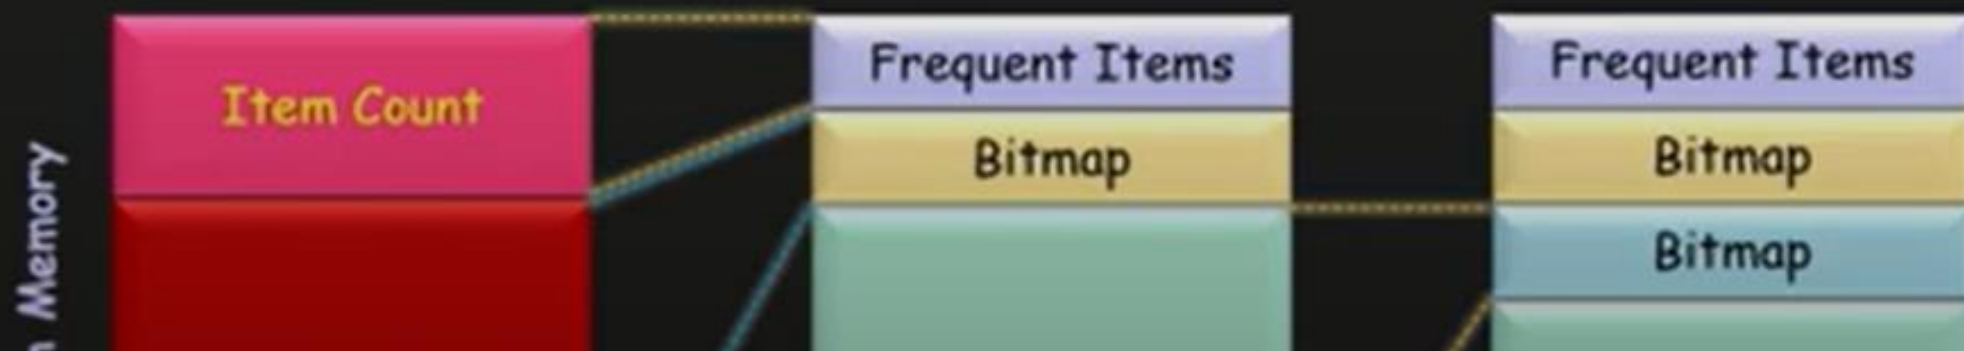 Item Count
Frequent Items
Bitmap
Frequent Items
Bitmap
Bitmap
Memory